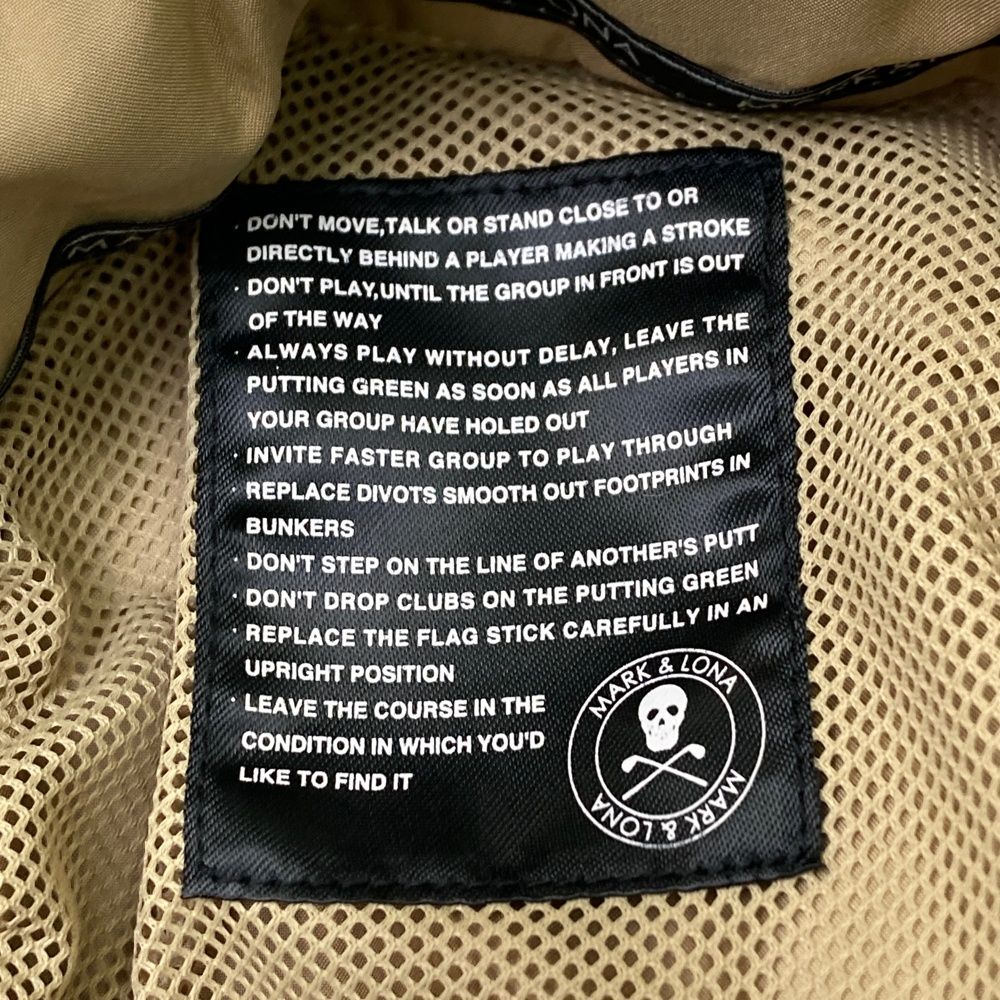 · DON'T MOVE,TALK OR STAND CLOSE TO OR
DIRECTLY BEHIND A PLAYER MAKING A STROKE
· DON'T PLAY,UNTIL THE GROUP IN FRONT IS OUT
OF THE WAY
· ALWAYS PLAY WITHOUT DELAY, LEAVE THE
PUTTING GREEN AS SOON AS ALL PLAYERS IN
YOUR GROUP HAVE HOLED OUT
· INVITE FASTER GROUP TO PLAY THROUGH
· REPLACE DIVOTS SMOOTH OUT FOOTPRINTS IN
BUNKERS
· DON'T STEP ON THE LINE OF ANOTHER'S PUTT
· DON'T DROP CLUBS ON THE PUTTING GREEN
· REPLACE THE FLAG STICK CAREFULLY IN AN
UPRIGHT POSITION
· LEAVE THE COURSE IN THE
CONDITION IN WHICH YOU'D
LIKE TO FIND IT
MARK & LONA
MARK & LONA